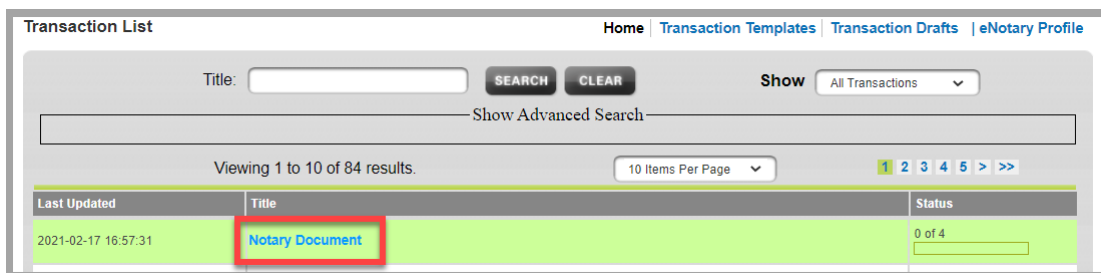 Transaction List Home Transaction Templates Transaction Drafts | eNotary Profile
Title: SEARCH CLEAR Show All Transactions
Show Advanced Search
Viewing 1 to 10 of 84 results. 10 Items Per Page 1 2 3 4 5 > >>
Last Updated Title Status
2021-02-17 16:57:31 Notary Document 0 of 4